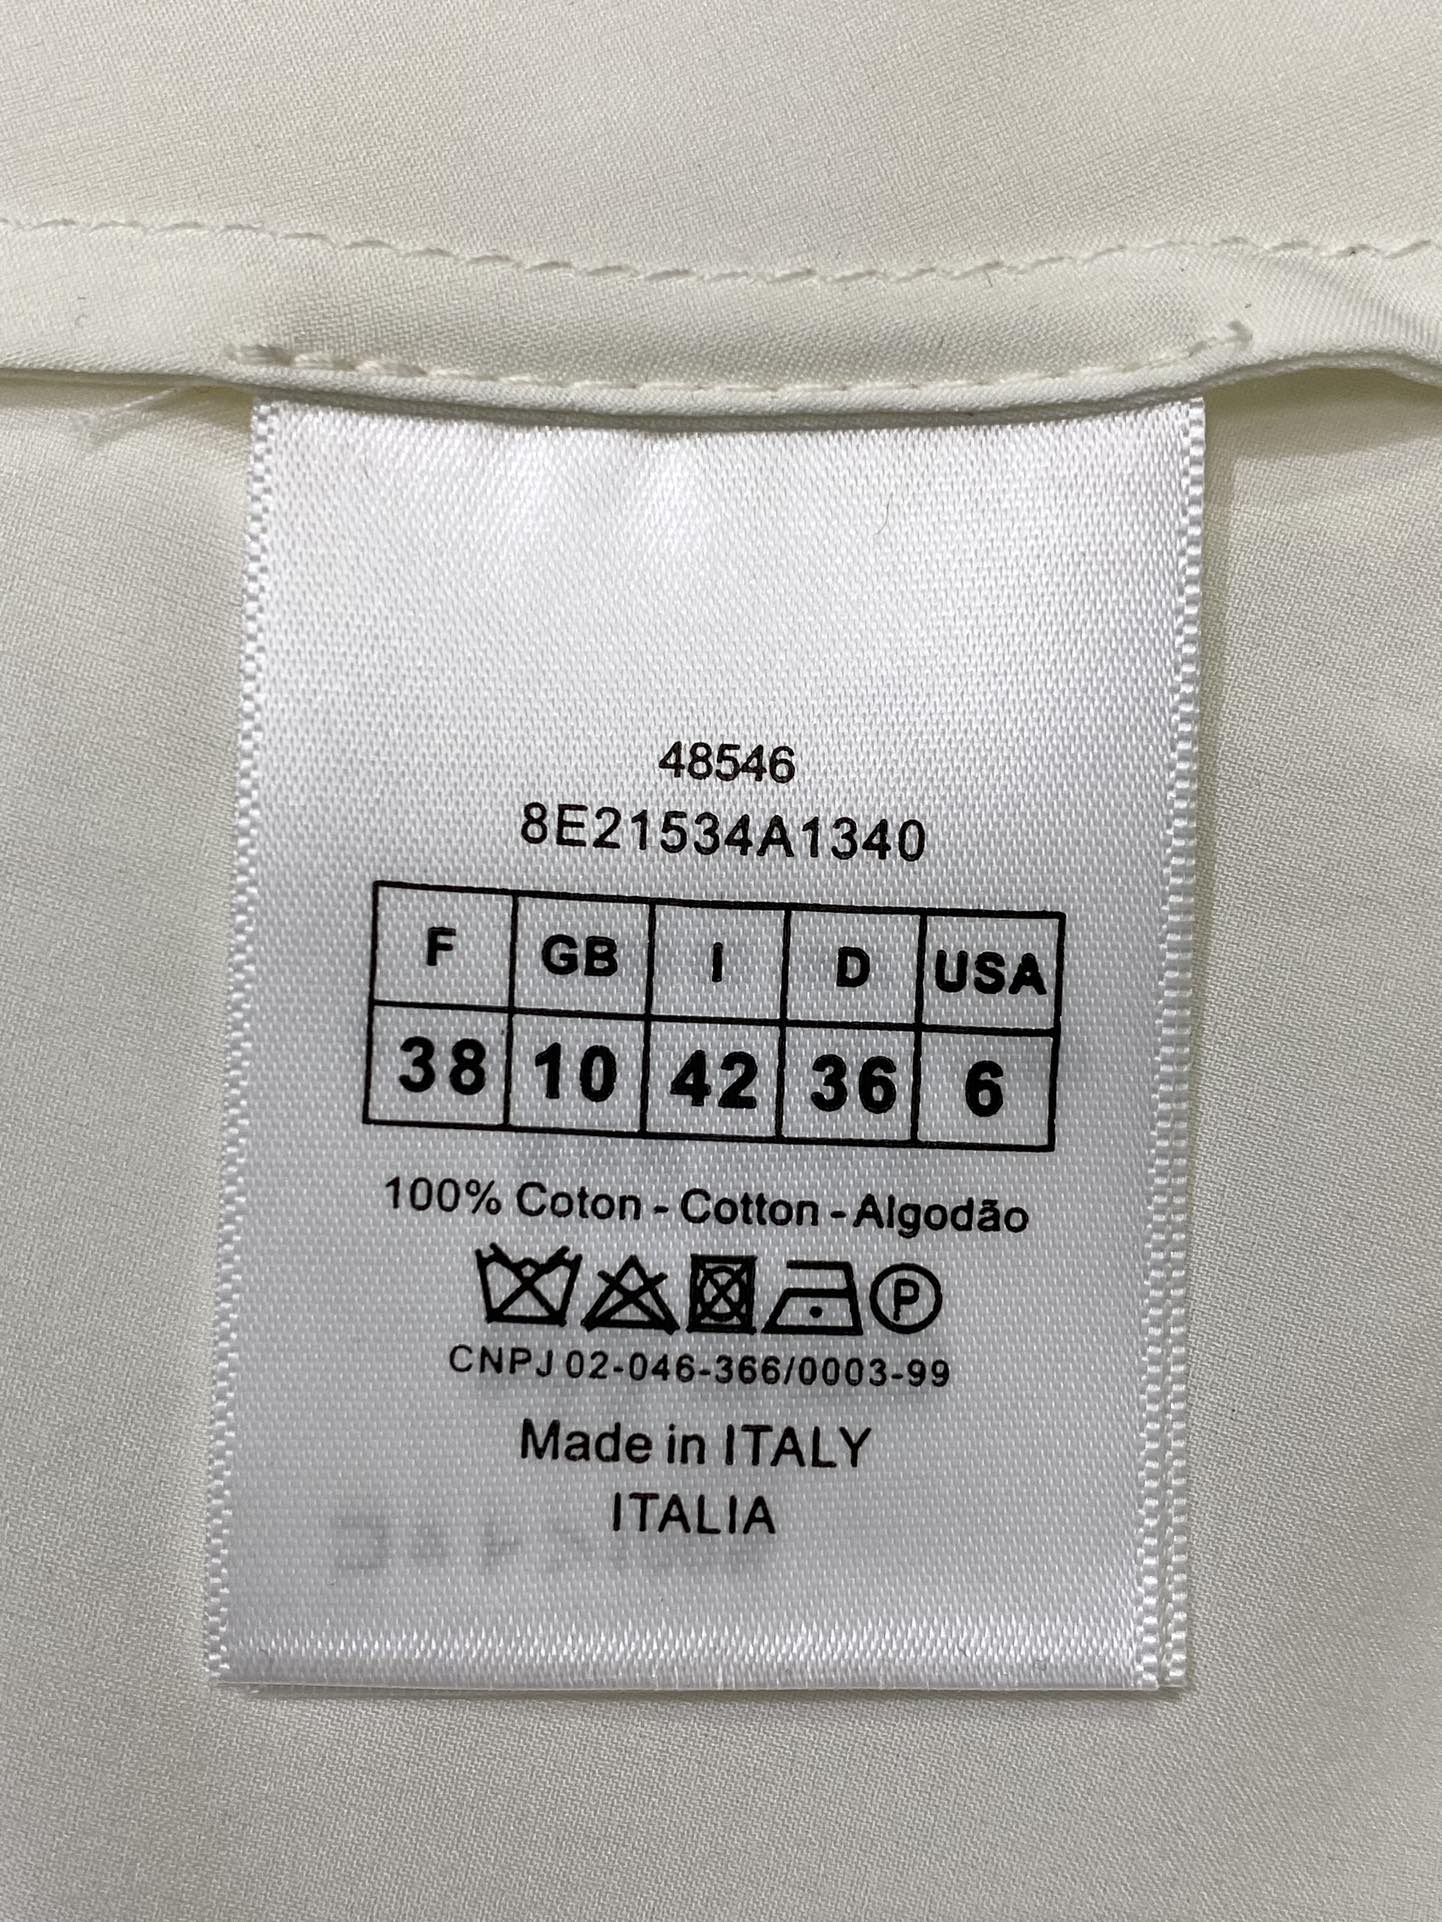 48546
8E21534A1340
F GB I D USA
38 10 42 36 6
100% Coton - Cotton - Algodão
P
CNPJ 02-046-366/0003-99
Made in ITALY
ITALIA